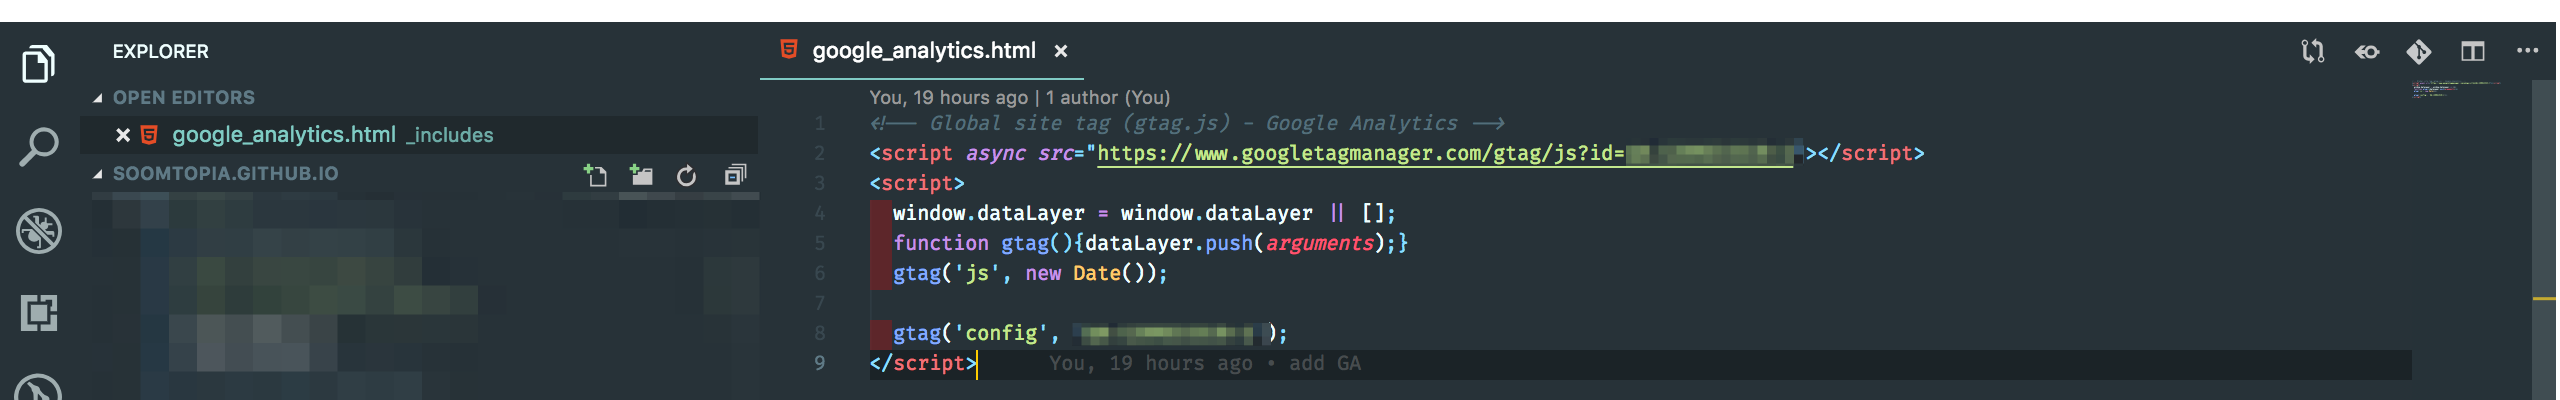 EXPLORER
OPEN EDITORS
google_analytics.html _includes
SOOMTOPIA.GITHUB.IO
google_analytics.html
You, 19 hours ago | 1 author (You)
1 <!-- Global site tag (gtag.js) - Google Analytics -->
2 <script async src="https://www.googletagmanager.com/gtag/js?id= ></script>
3 <script>
4 window.dataLayer = window.dataLayer || [];
5 function gtag(){dataLayer.push(arguments);}
6 gtag('js', new Date());
7
8 gtag('config', );
9 </script> You, 19 hours ago • add GA